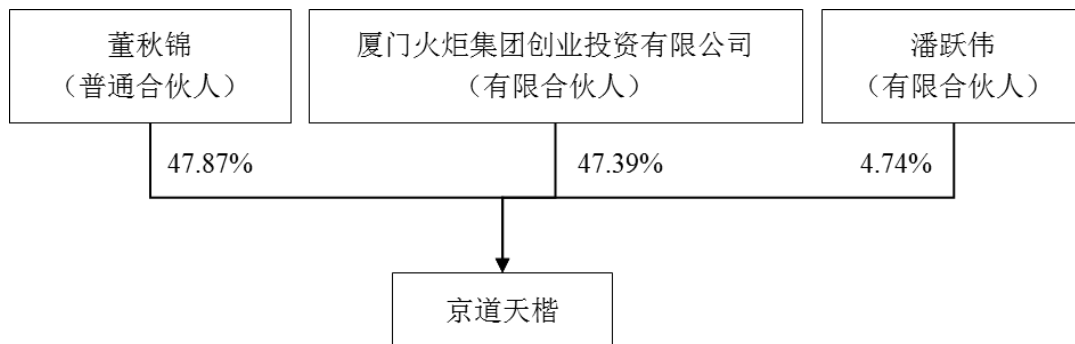 董秋锦
（普通合伙人）
厦门火炬集团创业投资有限公司
（有限合伙人）
潘跃伟
（有限合伙人）
47.87%
47.39%
4.74%
京道天楷